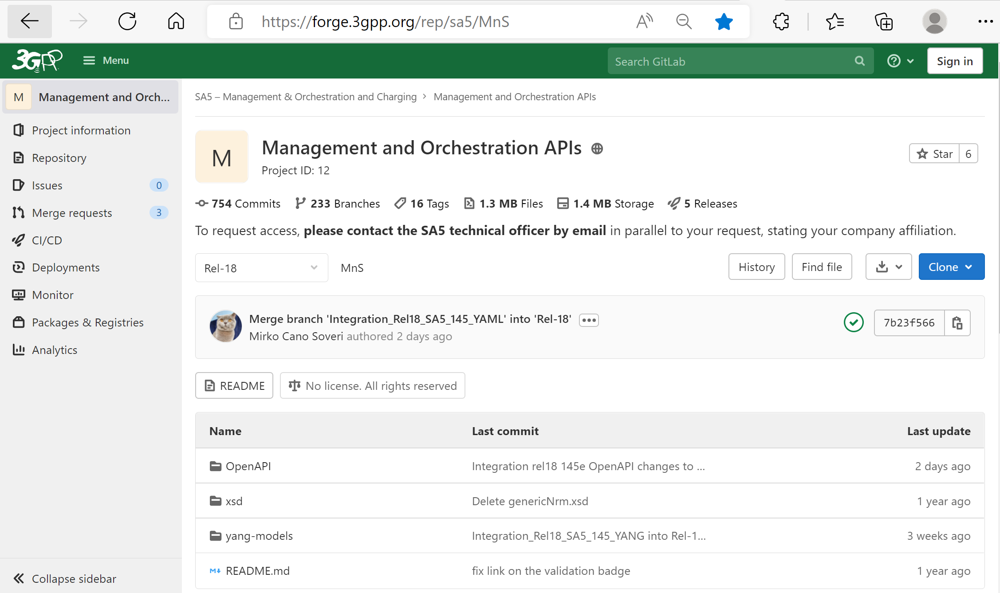 https://forge.3gpp.org/rep/sa5/MnS
3GPP
Menu
Search GitLab
Sign in
M Management and Orch...
Project information
Repository
Issues 0
Merge requests 3
CI/CD
Deployments
Monitor
Packages & Registries
Analytics
Collapse sidebar
SA5 – Management & Orchestration and Charging > Management and Orchestration APIs
M
Management and Orchestration APIs
Project ID: 12
Star 6
754 Commits 233 Branches 16 Tags 1.3 MB Files 1.4 MB Storage 5 Releases
To request access, please contact the SA5 technical officer by email in parallel to your request, stating your company affiliation.
Rel-18 MnS History Find file Clone
Merge branch 'Integration_Rel18_SA5_145_YAML' into 'Rel-18'
Mirko Cano Soveri authored 2 days ago
7b23f566
README No license. All rights reserved
Name Last commit Last update
OpenAPI Integration rel18 145e OpenAPI changes to ... 2 days ago
xsd Delete genericNrm.xsd 1 year ago
yang-models Integration_Rel18_SA5_145_YANG into Rel-1... 3 weeks ago
README.md fix link on the validation badge 1 year ago